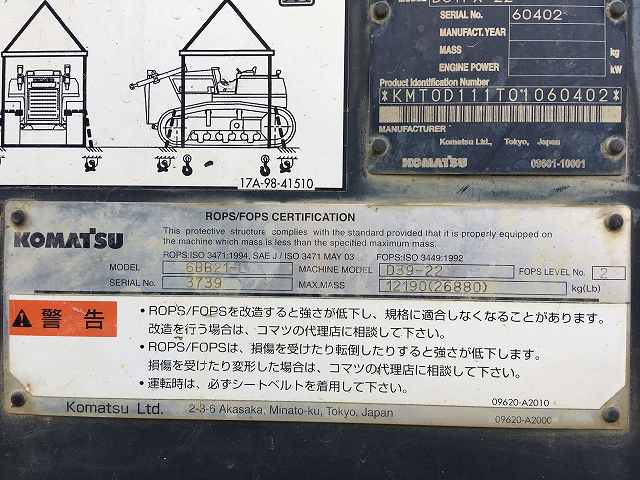 17A-98-41510
MODEL
SERIAL No. 60402
MANUFACT. YEAR
MASS kg
ENGINE POWER kW
Product Identification Number
*KMT0D111T01060402*
MANUFACTURER
Komatsu Ltd., Tokyo, Japan
KOMATSU 09601-10001
ROPS/FOPS CERTIFICATION
KOMATSU
This protective structure complies with the standard provided that it is properly equipped on
the machine which mass is less than the specified maximum mass.
ROPS:ISO 3471:1994, SAE J / ISO 3471 MAY 03 FOPS:ISO 3449:1992
MODEL 6BB21- MACHINE MODEL D39-22 FOPS LEVEL No. 2
SERIAL No. 3739 MAX.MASS 12190(26880) kg(Lb)
警告
・ROPS/FOPSを改造すると強さが低下し、規格に適合しなくなることがあります。
改造を行う場合は、コマツの代理店に相談して下さい。
・ROPS/FOPSは、損傷を受けたり転倒したりすると強さが低下します。
損傷を受けたり変形した場合は、コマツの代理店に相談して下さい。
・運転時は、必ずシートベルトを着用して下さい。
09620-A2010
Komatsu Ltd. 2-3-6 Akasaka, Minato-ku, Tokyo, Japan
09620-A2000